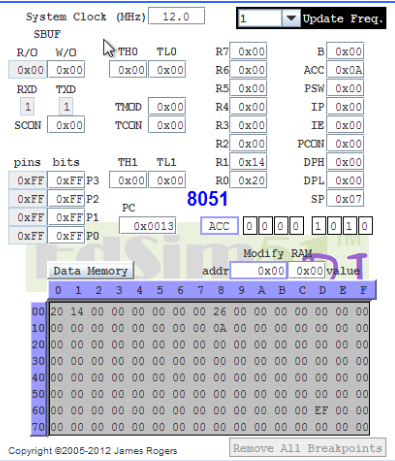 System Clock (MHz) 12.0 1 Update Freq.
SBUF
R/O W/O TH0 TL0 R7 0x00 B 0x00
0x00 0x00 0x00 0x00 R6 0x00 ACC 0x0A
RXD TXD R5 0x00 PSW 0x00
1 1 TMOD 0x00 R4 0x00 IP 0x00
SCON 0x00 TCON 0x00 R3 0x00 IE 0x00
R2 0x00 PCON 0x00
pins bits TH1 TL1 R1 0x14 DPH 0x00
0xFF 0xFF P3 0x00 0x00 R0 0x20 DPL 0x00
0xFF 0xFF P2 8051 SP 0x07
0xFF 0xFF P1 PC
0xFF 0xFF P0 0x0013 ACC 0 0 0 0 1 0 1 0
EdSim51 TM DI
Modify RAM
Data Memory addr 0x00 0x00 value
0 1 2 3 4 5 6 7 8 9 A B C D E F
00 20 14 00 00 00 00 00 00 26 00 00 00 00 00 00 00
10 00 00 00 00 00 00 00 00 0A 00 00 00 00 00 00 00
20 00 00 00 00 00 00 00 00 00 00 00 00 00 00 00 00
30 00 00 00 00 00 00 00 00 00 00 00 00 00 00 00 00
40 00 00 00 00 00 00 00 00 00 00 00 00 00 00 00 00
50 00 00 00 00 00 00 00 00 00 00 00 00 00 00 00 00
60 00 00 00 00 00 00 00 00 00 00 00 00 00 EF 00 00
70 00 00 00 00 00 00 00 00 00 00 00 00 00 00 00 00
Copyright ©2005-2012 James Rogers Remove All Breakpoints